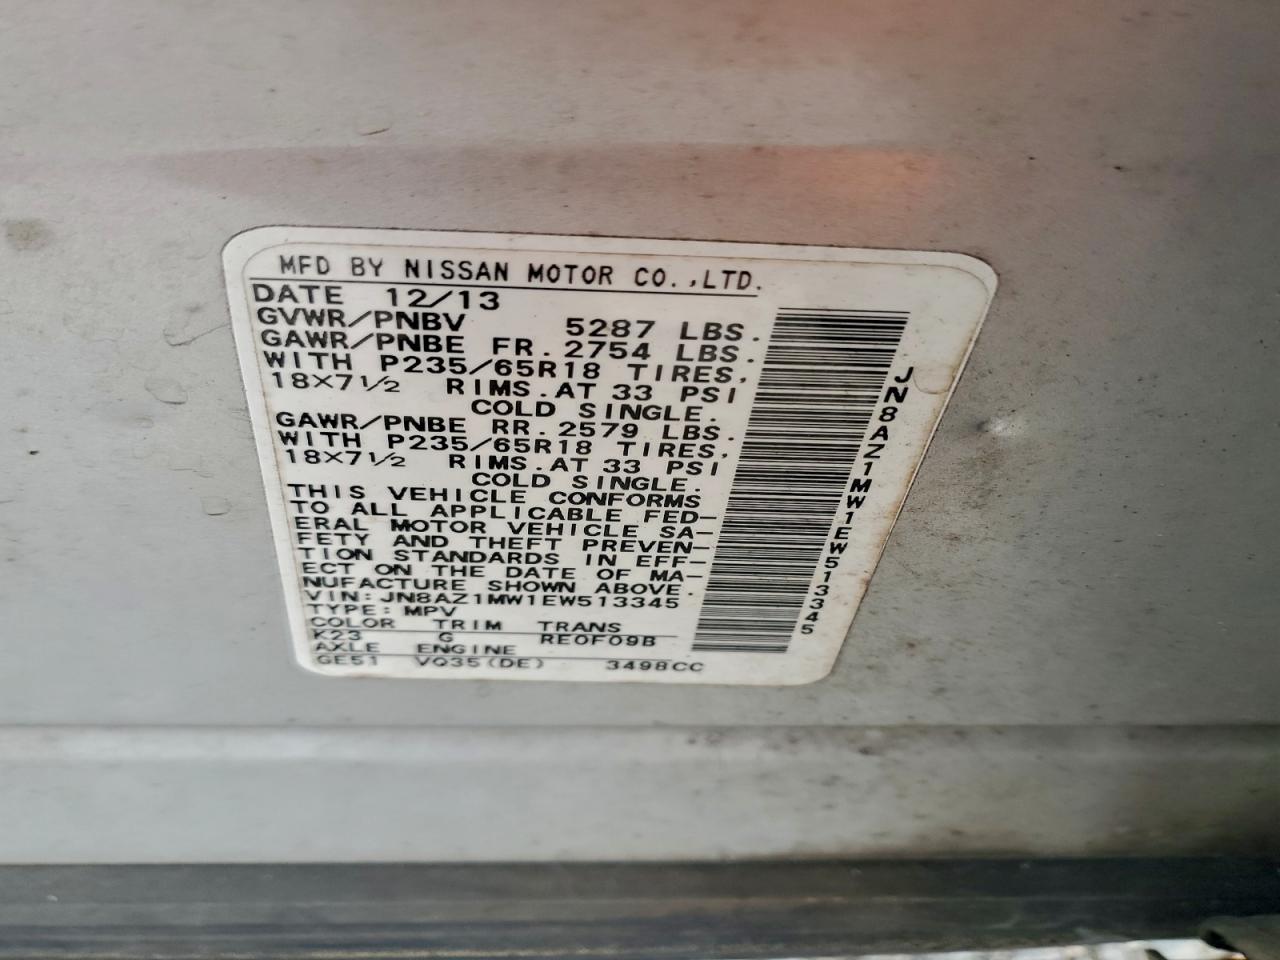 MFD BY NISSAN MOTOR CO.,LTD.
DATE 12/13
GVWR/PNBV 5287 LBS.
GAWR/PNBE FR. 2754 LBS.
WITH P235/65R18 TIRES,
18X7 1/2 RIMS. AT 33 PSI
COLD SINGLE.
GAWR/PNBE RR. 2579 LBS.
WITH P235/65R18 TIRES,
18X7 1/2 RIMS. AT 33 PSI
COLD SINGLE.
THIS VEHICLE CONFORMS
TO ALL APPLICABLE FED-
ERAL MOTOR VEHICLE SA-
FETY AND THEFT PREVEN-
TION STANDARDS IN EFF-
ECT ON THE DATE OF MA-
NUFACTURE SHOWN ABOVE.
VIN: JN8AZ1MW1EW513345
TYPE: MPV
COLOR TRIM TRANS
K23 G RE0F09B
AXLE ENGINE
GE51 VQ35(DE) 3498CC
JN8AZ1MW1EW513345